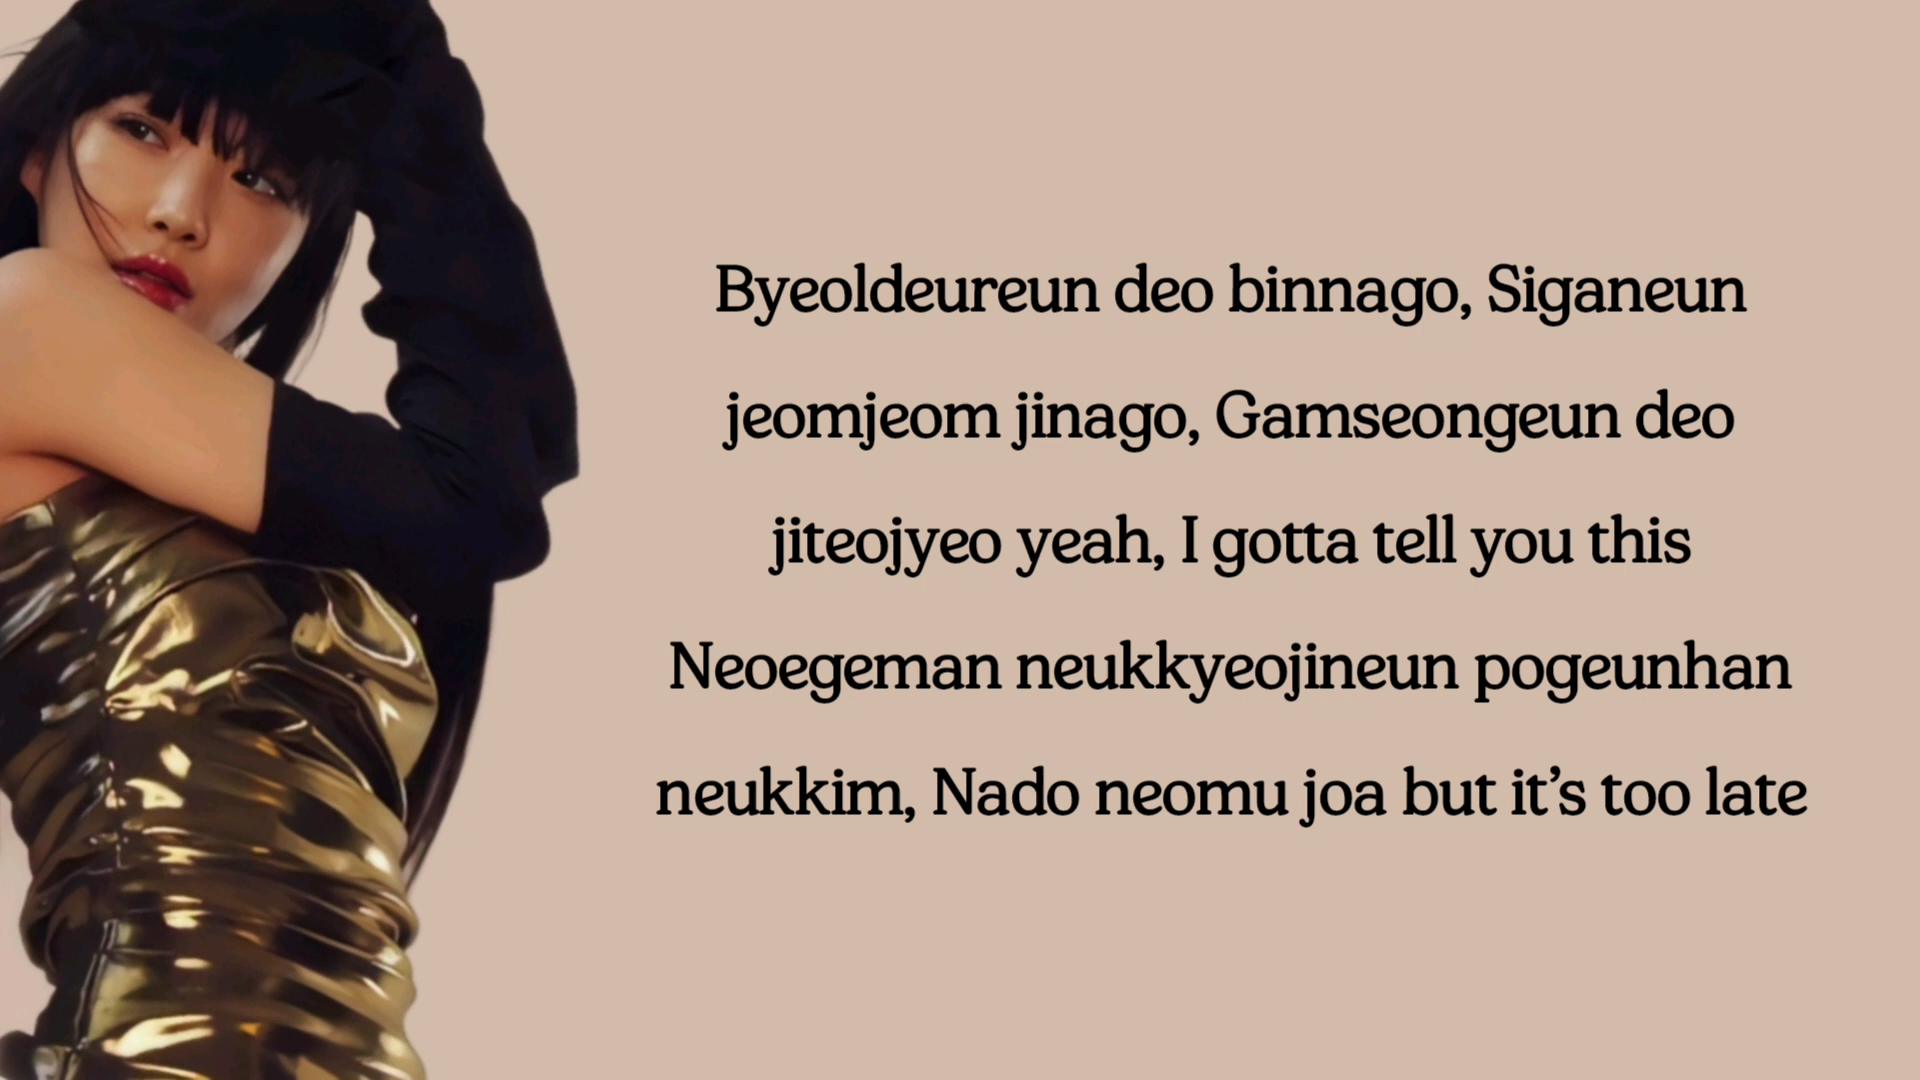 Byeoldeureun deo binnago, Siganeun
jeomjeom jinago, Gamseongeun deo
jiteojyeo yeah, I gotta tell you this
Neoegeman neukkyeojineun pogeunhan
neukkim, Nado neomu joa but it’s too late